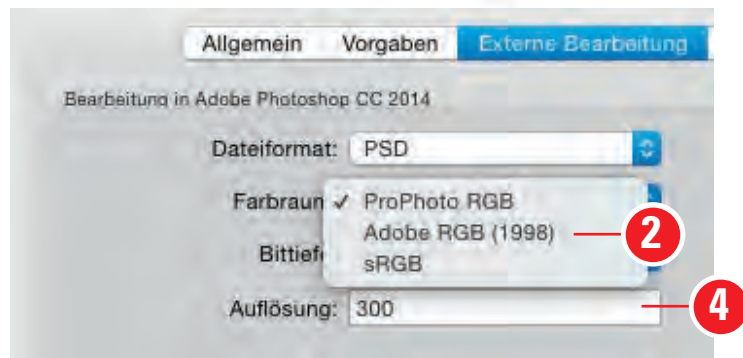 Allgemein Vorgaben Externe Bearbeitung
Bearbeitung in Adobe Photoshop CC 2014
Dateiformat: PSD
Farbraum ✓ ProPhoto RGB
Adobe RGB (1998) 2
Bittief
sRGB
Auflösung: 300 4